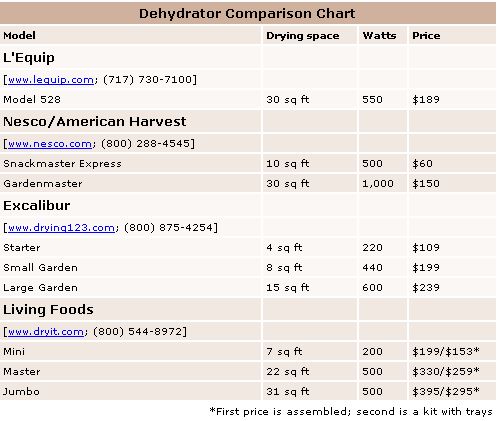 Dehydrator Comparison Chart
Model Drying space Watts Price
L'Equip
[www.lequip.com; (717) 730-7100]
Model 528 30 sq ft 550 $189
Nesco/American Harvest
[www.nesco.com; (800) 288-4545]
Snackmaster Express 10 sq ft 500 $60
Gardenmaster 30 sq ft 1,000 $150
Excalibur
[www.drying123.com; (800) 875-4254]
Starter 4 sq ft 220 $109
Small Garden 8 sq ft 440 $199
Large Garden 15 sq ft 600 $239
Living Foods
[www.dryit.com; (800) 544-8972]
Mini 7 sq ft 200 $199/$153*
Master 22 sq ft 500 $330/$259*
Jumbo 31 sq ft 500 $395/$295*
*First price is assembled; second is a kit with trays